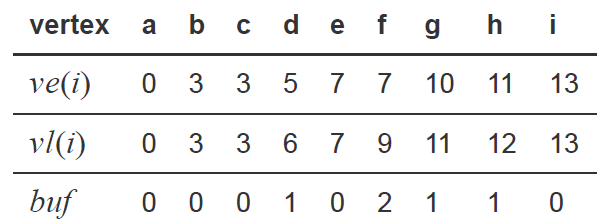 vertex a b c d e f g h i
ve(i) 0 3 3 5 7 7 10 11 13
vl(i) 0 3 3 6 7 9 11 12 13
buf 0 0 0 1 0 2 1 1 0